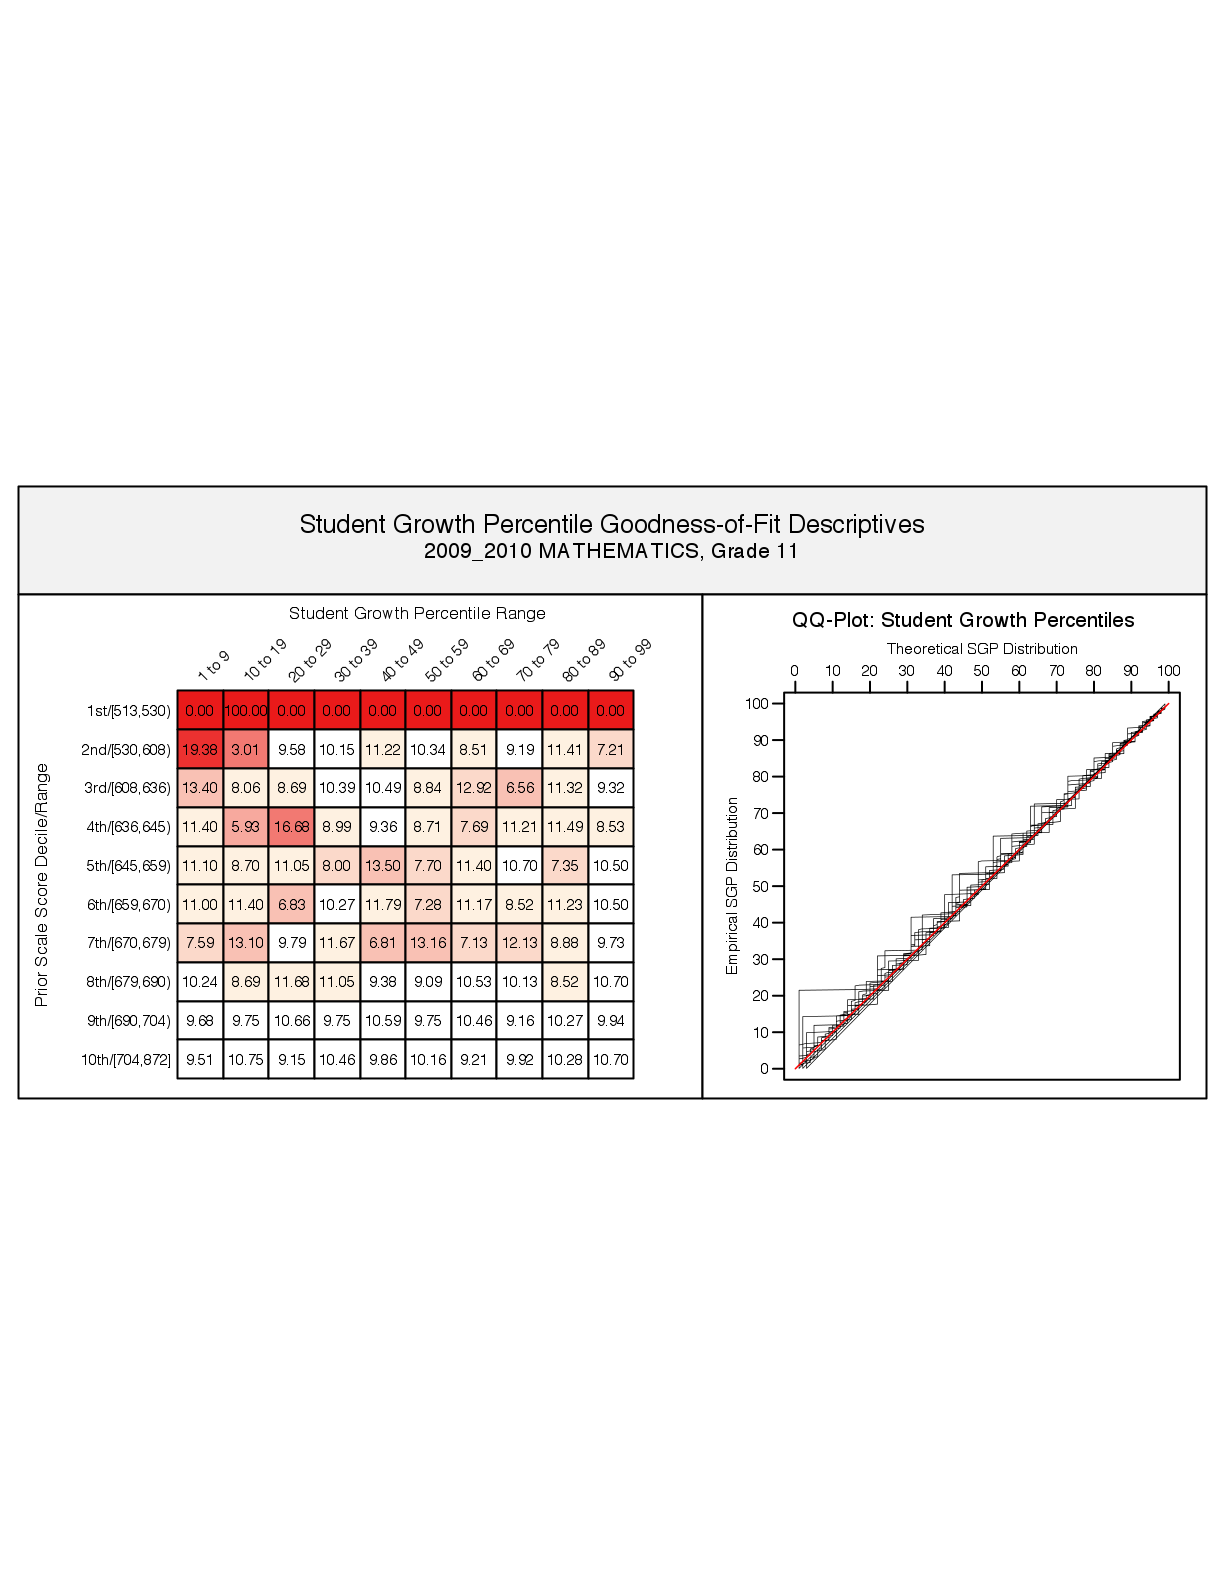 Student Growth Percentile Goodness-of-Fit Descriptives
2009_2010 MATHEMATICS, Grade 11
Student Growth Percentile Range
1 to 9 10 to 19 20 to 29 30 to 39 40 to 49 50 to 59 60 to 69 70 to 79 80 to 89 90 to 99
Prior Scale Score Decile/Range
1st/[513,530) 0.00 100.00 0.00 0.00 0.00 0.00 0.00 0.00 0.00 0.00
2nd/[530,608) 19.38 3.01 9.58 10.15 11.22 10.34 8.51 9.19 11.41 7.21
3rd/[608,636) 13.40 8.06 8.69 10.39 10.49 8.84 12.92 6.56 11.32 9.32
4th/[636,645) 11.40 5.93 16.68 8.99 9.36 8.71 7.69 11.21 11.49 8.53
5th/[645,659) 11.10 8.70 11.05 8.00 13.50 7.70 11.40 10.70 7.35 10.50
6th/[659,670) 11.00 11.40 6.83 10.27 11.79 7.28 11.17 8.52 11.23 10.50
7th/[670,679) 7.59 13.10 9.79 11.67 6.81 13.16 7.13 12.13 8.88 9.73
8th/[679,690) 10.24 8.69 11.68 11.05 9.38 9.09 10.53 10.13 8.52 10.70
9th/[690,704) 9.68 9.75 10.66 9.75 10.59 9.75 10.46 9.16 10.27 9.94
10th/[704,872] 9.51 10.75 9.15 10.46 9.86 10.16 9.21 9.92 10.28 10.70
QQ-Plot: Student Growth Percentiles
Theoretical SGP Distribution
0 10 20 30 40 50 60 70 80 90 100
Empirical SGP Distribution
100
90
80
70
60
50
40
30
20
10
0